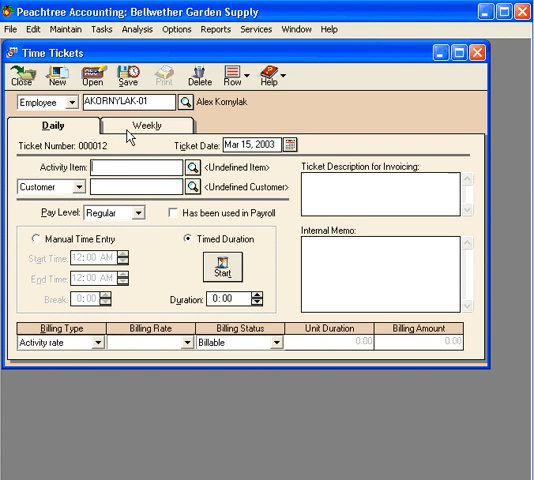 Peachtree Accounting: Bellwether Garden Supply
File Edit Maintain Tasks Analysis Options Reports Services Window Help
Time Tickets
Close New Open Save Print Delete Row Help
Employee AKORNYLAK-01 Alex Kornylak
Daily Weekly
Ticket Number: 000012 Ticket Date: Mar 15, 2003
Activity Item: <Undefined Item> Ticket Description for Invoicing:
Customer <Undefined Customer>
Pay Level: Regular Has been used in Payroll
Internal Memo:
Manual Time Entry Timed Duration
Start Time: 12:00 AM Start
End Time: 12:00 AM
Break: 0:00 Duration: 0:00
Billing Type Billing Rate Billing Status Unit Duration Billing Amount
Activity rate Billable 0.00 0.00